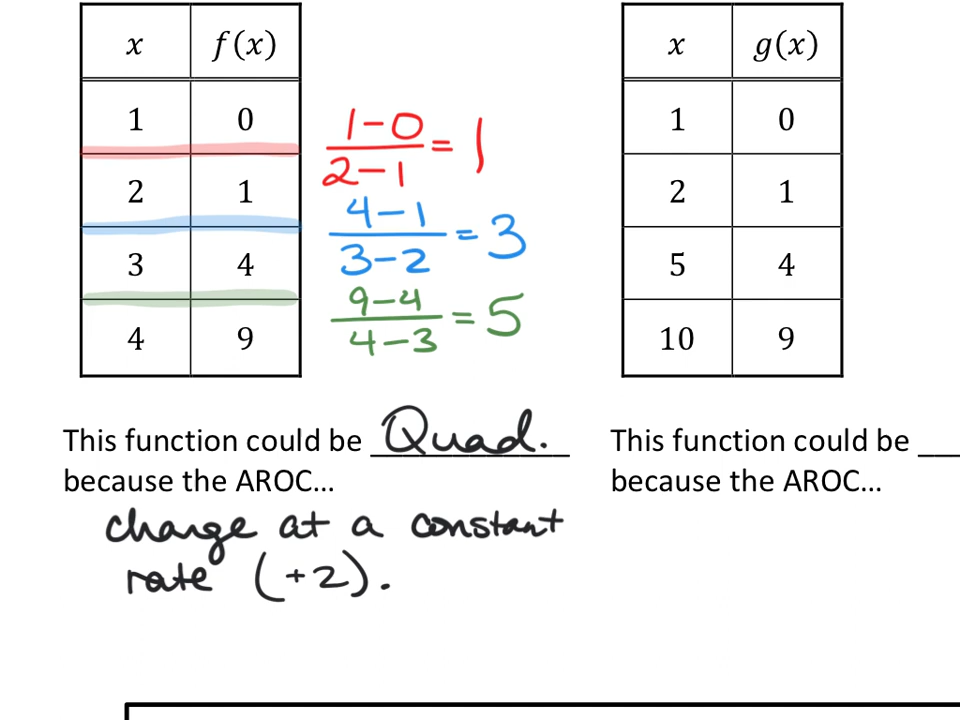 x f(x)
1 0
2 1
3 4
4 9
1-0
2-1
= 1
4-1
3-2
= 3
9-4
4-3
= 5
This function could be Quad.
because the AROC...
change at a constant
rate (+2).
x g(x)
1 0
2 1
5 4
10 9
This function could be ___
because the AROC...